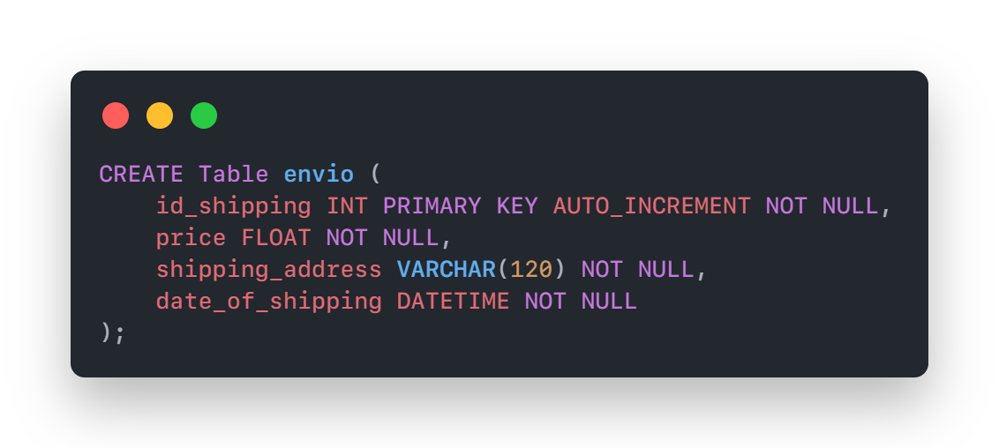 CREATE Table envio (
    id_shipping INT PRIMARY KEY AUTO_INCREMENT NOT NULL,
    price FLOAT NOT NULL,
    shipping_address VARCHAR(120) NOT NULL,
    date_of_shipping DATETIME NOT NULL
);